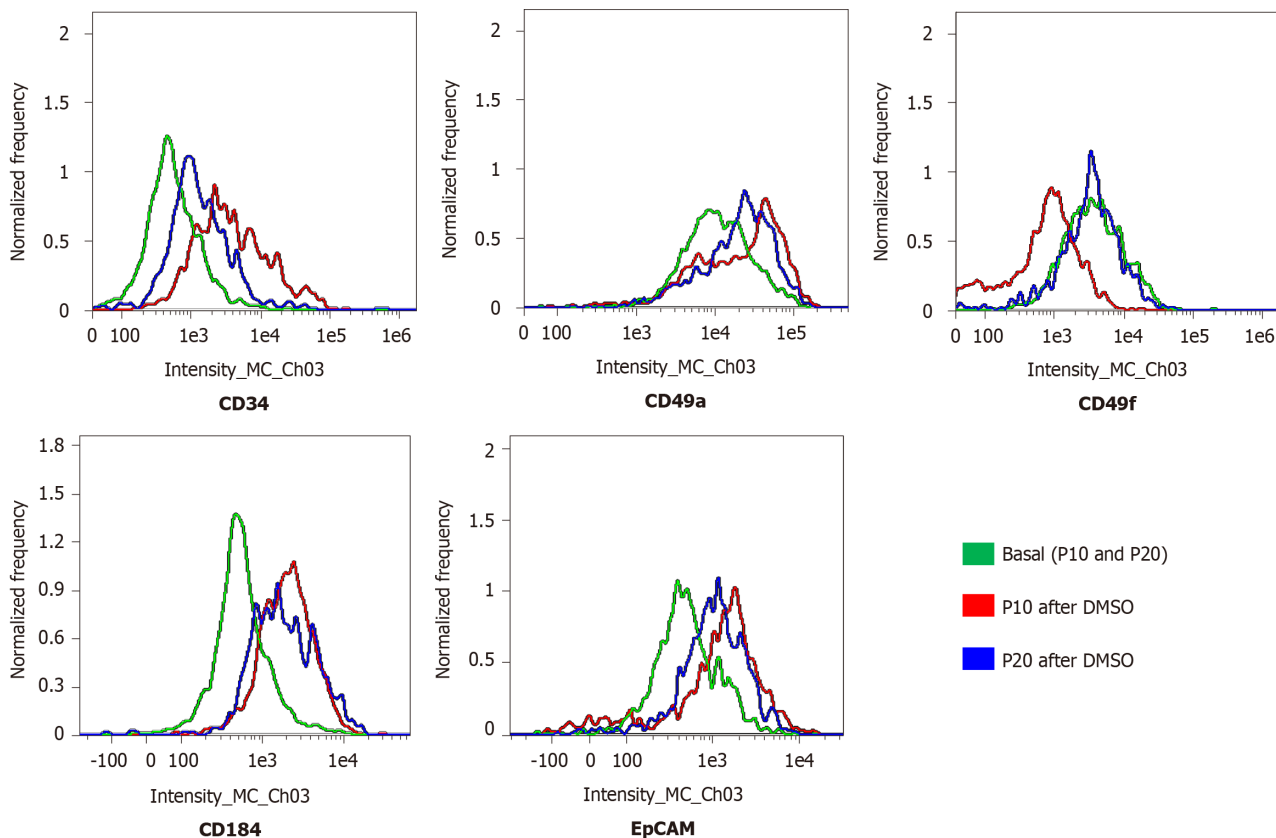 Normalized frequency
2
1.5
1
0.5
0
0 100 1e3 1e4 1e5 1e6
Intensity_MC_Ch03
CD34
Normalized frequency
2
1.5
1
0.5
0
0 100 1e3 1e4 1e5
Intensity_MC_Ch03
CD49a
Normalized frequency
2
1.5
1
0.5
0
0 100 1e3 1e4 1e5 1e6
Intensity_MC_Ch03
CD49f
Normalized frequency
1.8
1.5
1.2
0.9
0.6
0.3
0
-100 0 100 1e3 1e4
Intensity_MC_Ch03
CD184
Normalized frequency
2
1.5
1
0.5
0
-100 0 100 1e3 1e4
Intensity_MC_Ch03
EpCAM
Basal (P10 and P20)
P10 after DMSO
P20 after DMSO